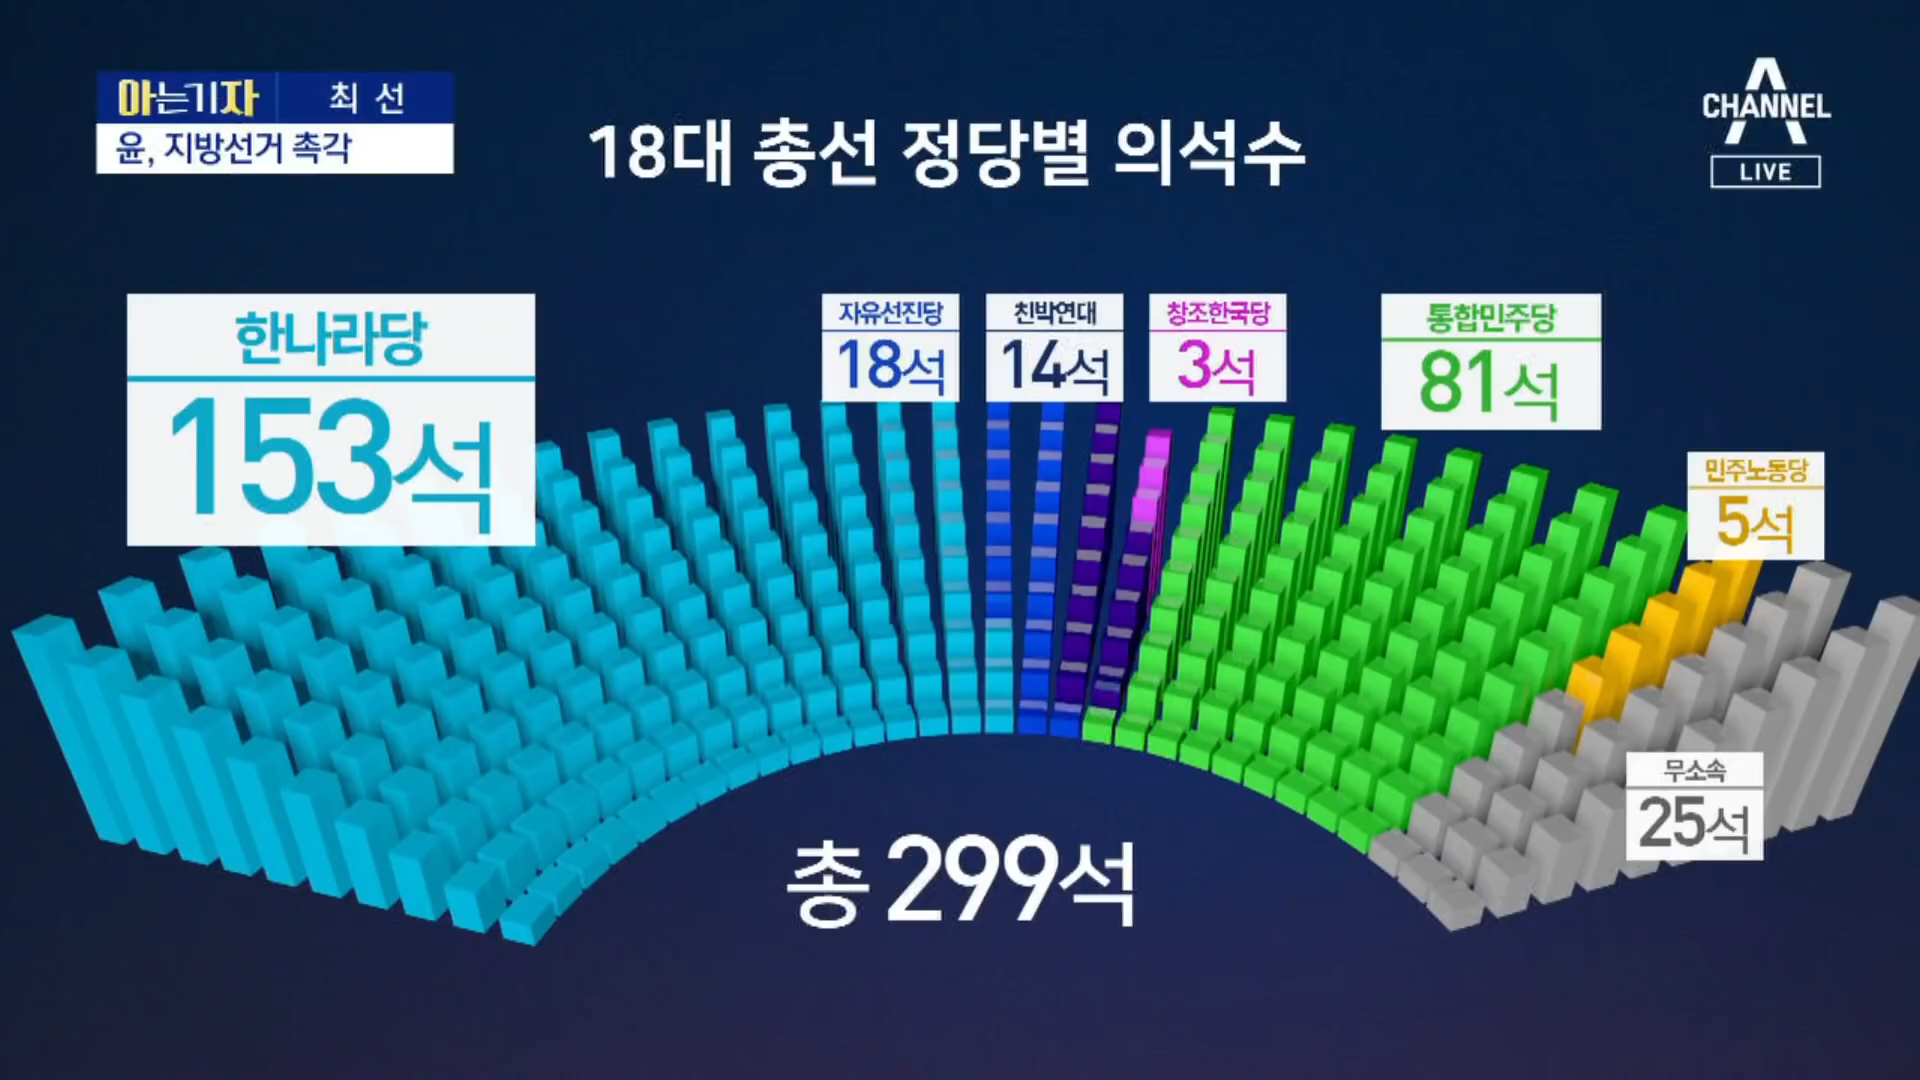 아는기자 최 선
윤, 지방선거 촉각
18대 총선 정당별 의석수
CHANNEL A
LIVE
한나라당
153석
자유선진당
18석
친박연대
14석
창조한국당
3석
통합민주당
81석
민주노동당
5석
무소속
25석
총 299석